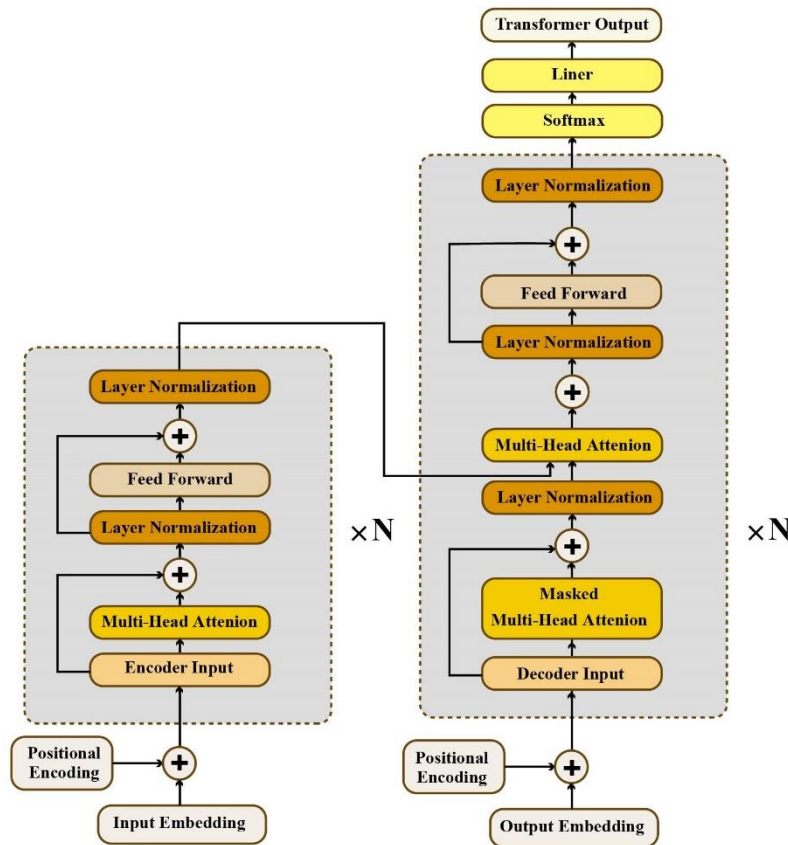 Transformer Output
Liner
Softmax
Layer Normalization
Feed Forward
Layer Normalization
Multi-Head Attenion
Layer Normalization
Masked
Multi-Head Attenion
Decoder Input
×N
Positional
Encoding
Output Embedding
Layer Normalization
Feed Forward
Layer Normalization
Multi-Head Attenion
Encoder Input
×N
Positional
Encoding
Input Embedding